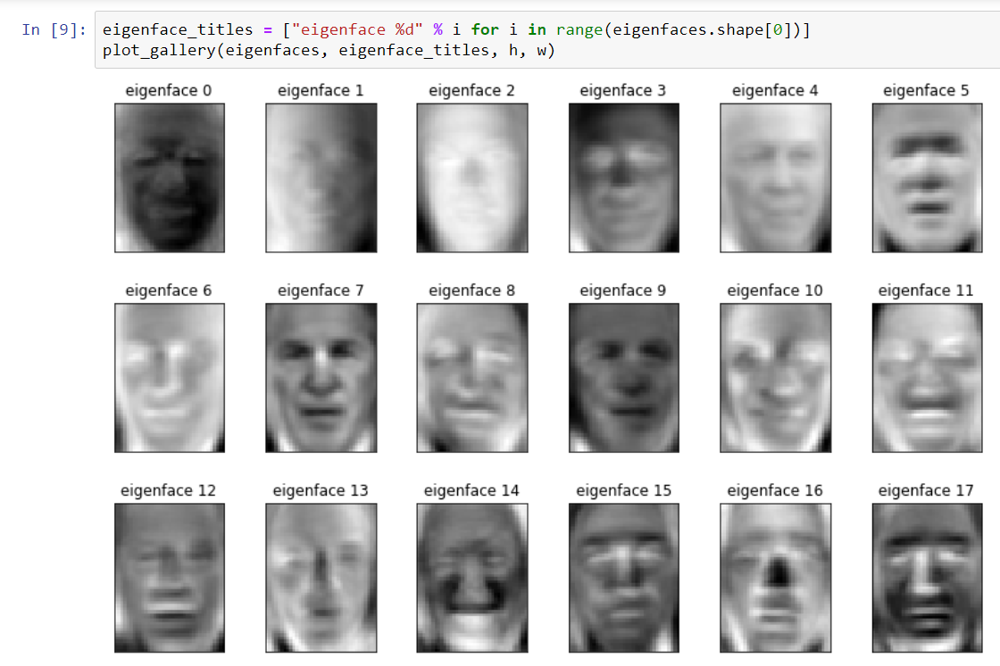 In [9]: eigenface_titles = ["eigenface %d" % i for i in range(eigenfaces.shape[0])]
plot_gallery(eigenfaces, eigenface_titles, h, w)
eigenface 0 eigenface 1 eigenface 2 eigenface 3 eigenface 4 eigenface 5
eigenface 6 eigenface 7 eigenface 8 eigenface 9 eigenface 10 eigenface 11
eigenface 12 eigenface 13 eigenface 14 eigenface 15 eigenface 16 eigenface 17